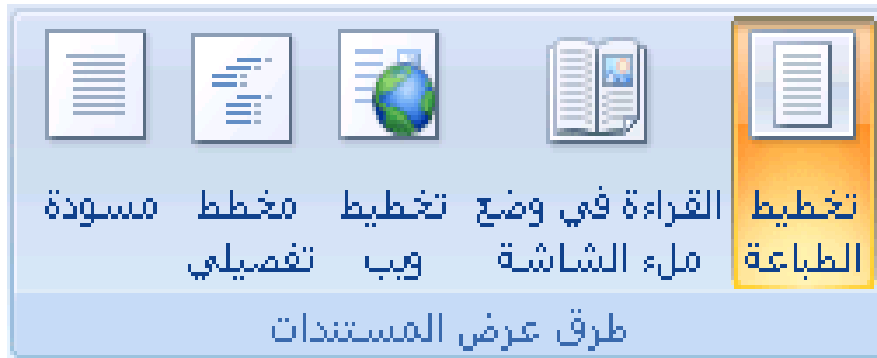 تخطيط
الطباعة
القراءة في وضع
ملء الشاشة
تخطيط
ويب
مخطط
تفصيلي
مسودة
طرق عرض المستندات